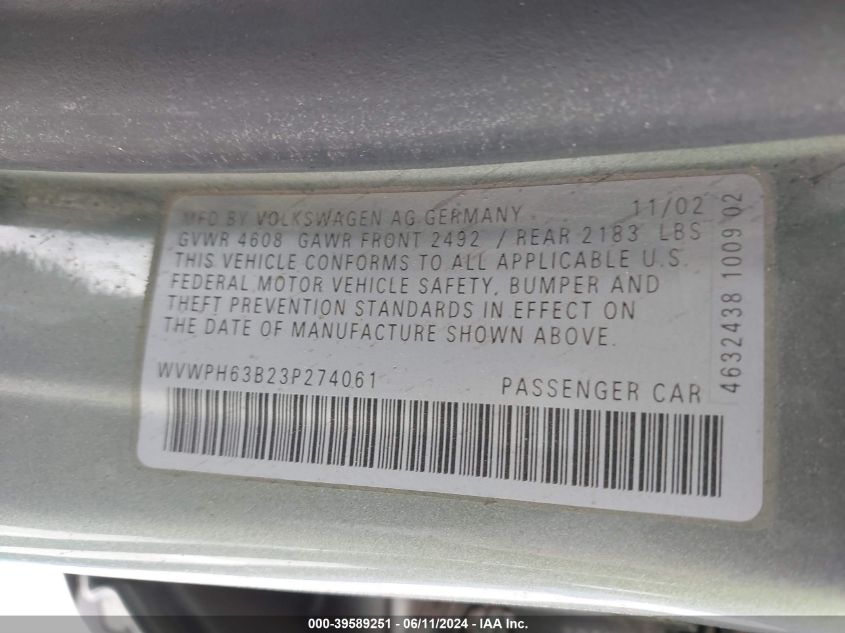 MFD BY VOLKSWAGEN AG GERMANY 11/02
GVWR 4608 GAWR FRONT 2492 / REAR 2183 LBS
THIS VEHICLE CONFORMS TO ALL APPLICABLE U.S.
FEDERAL MOTOR VEHICLE SAFETY, BUMPER AND
THEFT PREVENTION STANDARDS IN EFFECT ON
THE DATE OF MANUFACTURE SHOWN ABOVE.
WVWPH63B23P274061 PASSENGER CAR
4632438 1009 02
000-39589251 - 06/11/2024 - IAAI.COM